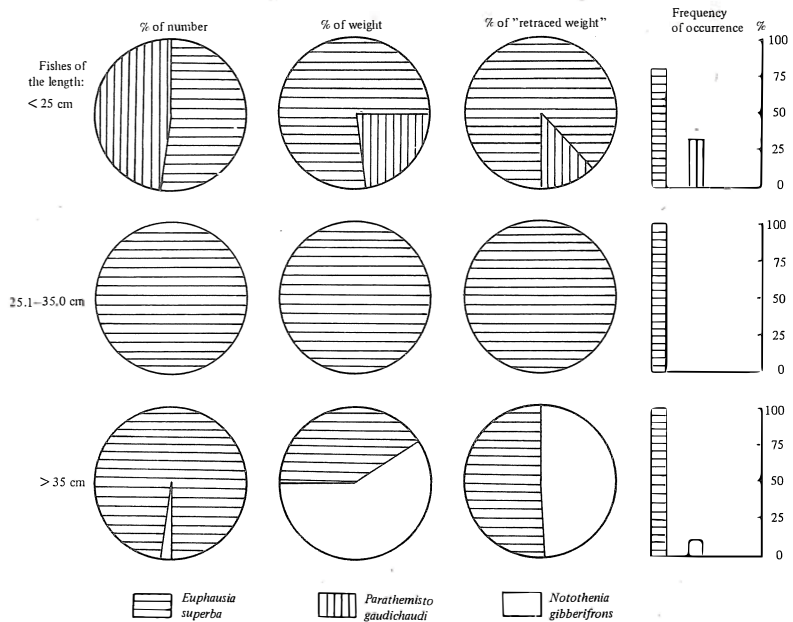 % of number
% of weight
% of "retraced weight"
Frequency
of occurrence %
Fishes of
the length:
< 25 cm
100
75
50
25
0
25.1–35.0 cm
100
75
50
25
0
> 35 cm
100
75
50
25
0
Euphausia
superba
Parathemisto
gaudichaudi
Notothenia
gibberifrons